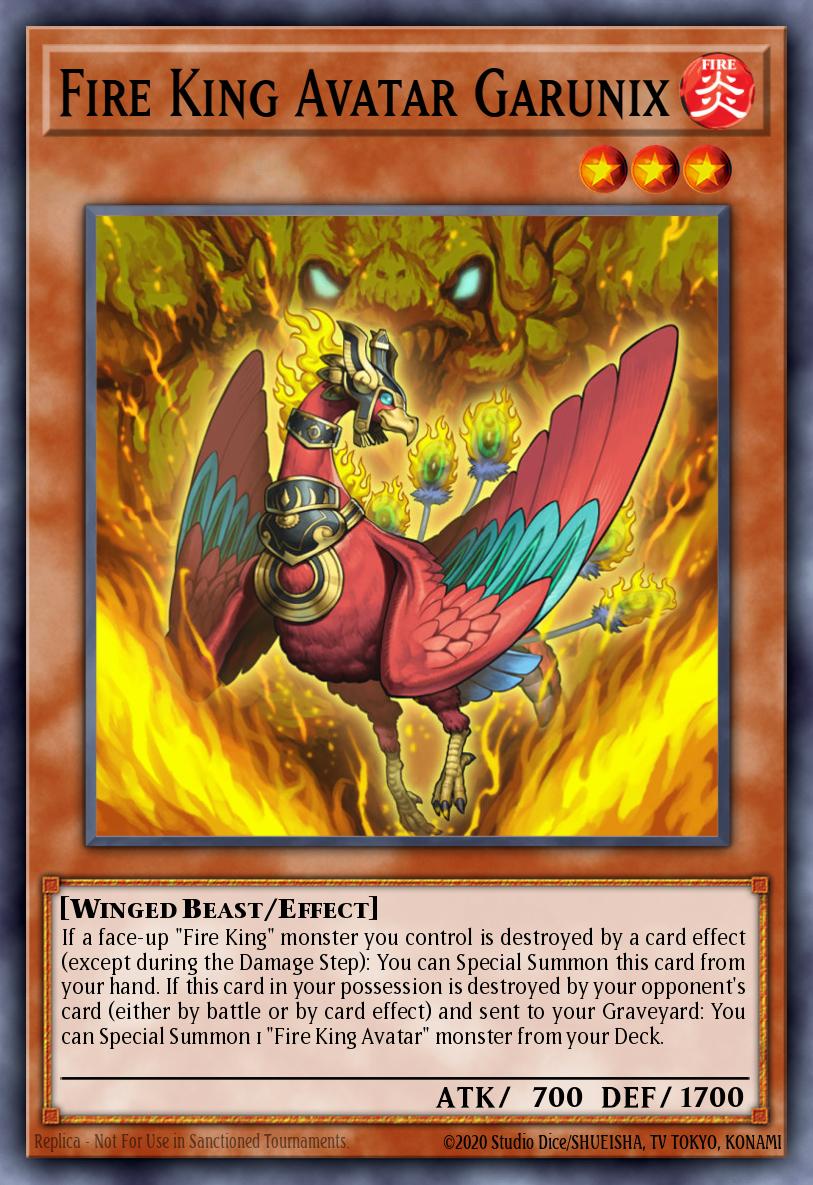 Fire King Avatar Garunix
FIRE
炎
[Winged Beast/Effect]
If a face-up "Fire King" monster you control is destroyed by a card effect
(except during the Damage Step): You can Special Summon this card from
your hand. If this card in your possession is destroyed by your opponent's
card (either by battle or by card effect) and sent to your Graveyard: You
can Special Summon 1 "Fire King Avatar" monster from your Deck.
ATK/ 700 DEF/ 1700
Replica - Not For Use in Sanctioned Tournaments.
©2020 Studio Dice/SHUEISHA, TV TOKYO, KONAMI